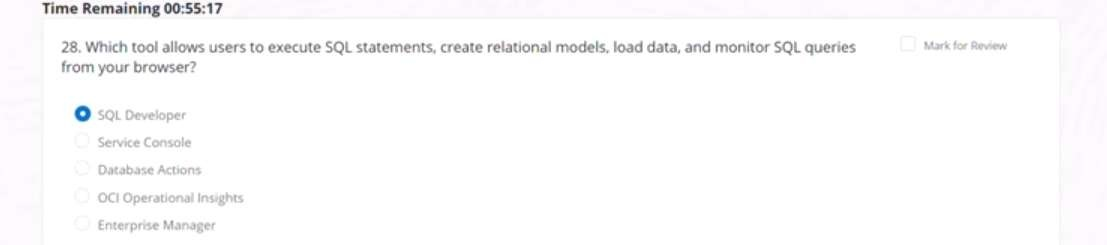 Time Remaining 00:55:17
28. Which tool allows users to execute SQL statements, create relational models, load data, and monitor SQL queries
from your browser?
Mark for Review
SQL Developer
Service Console
Database Actions
OCI Operational Insights
Enterprise Manager